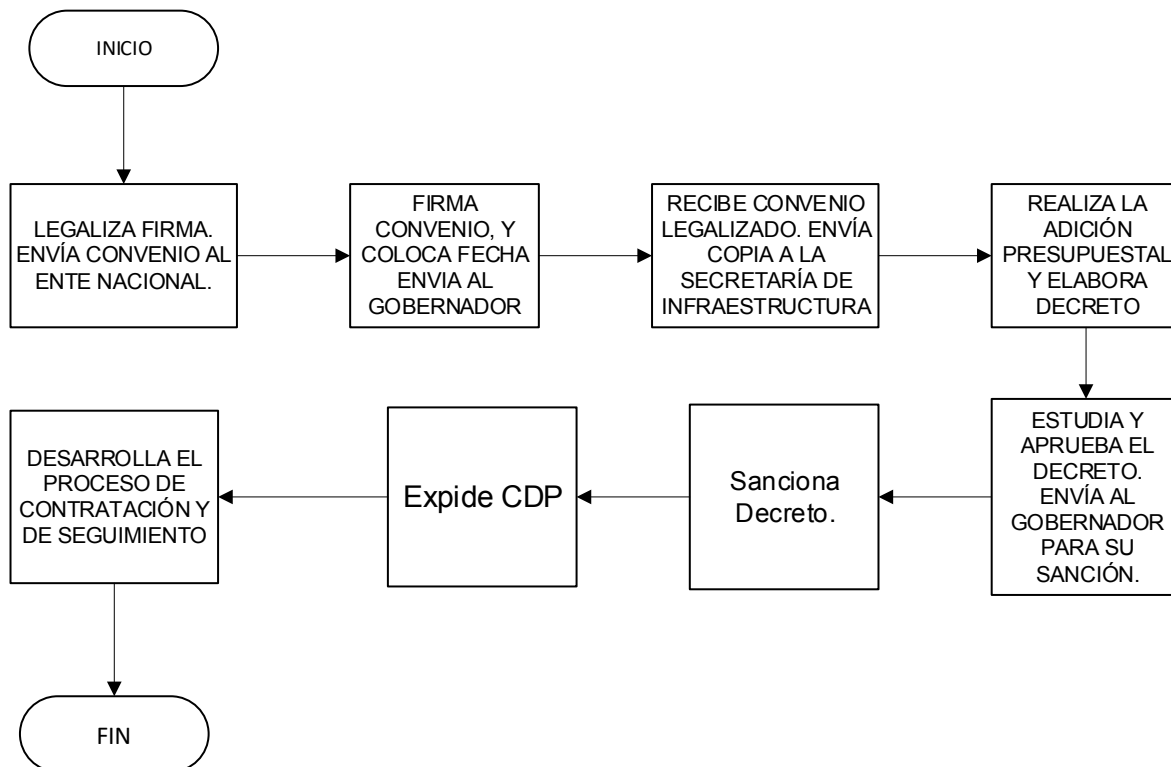 INICIO
LEGALIZA FIRMA.
ENVÍA CONVENIO AL
ENTE NACIONAL.
FIRMA
CONVENIO, Y
COLOCA FECHA
ENVIA AL
GOBERNADOR
RECIBE CONVENIO
LEGALIZADO. ENVÍA
COPIA A LA
SECRETARÍA DE
INFRAESTRUCTURA
REALIZA LA
ADICIÓN
PRESUPUESTAL
Y ELABORA
DECRETO
ESTUDIA Y
APRUEBA EL
DECRETO.
ENVÍA AL
GOBERNADOR
PARA SU
SANCIÓN.
Sanciona
Decreto.
Expide CDP
DESARROLLA EL
PROCESO DE
CONTRATACIÓN Y
DE SEGUIMIENTO
FIN